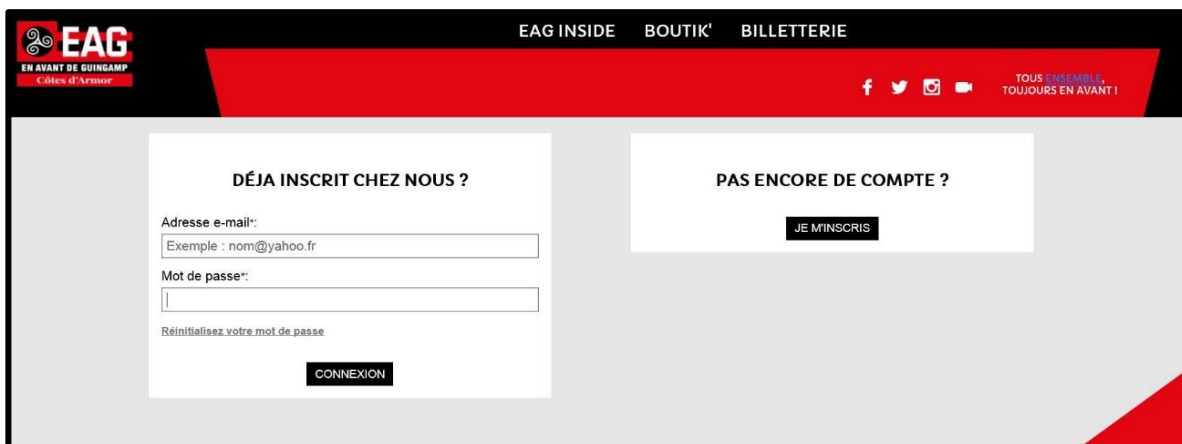 EAG
EN AVANT DE GUINGAMP
Côtes d'Armor
EAG INSIDE BOUTIK' BILLETTERIE
TOUS ENSEMBLE,
TOUJOURS EN AVANT !
DÉJA INSCRIT CHEZ NOUS ?
Adresse e-mail*:
Exemple : nom@yahoo.fr
Mot de passe*:
Réinitialisez votre mot de passe
CONNEXION
PAS ENCORE DE COMPTE ?
JE M'INSCRIS